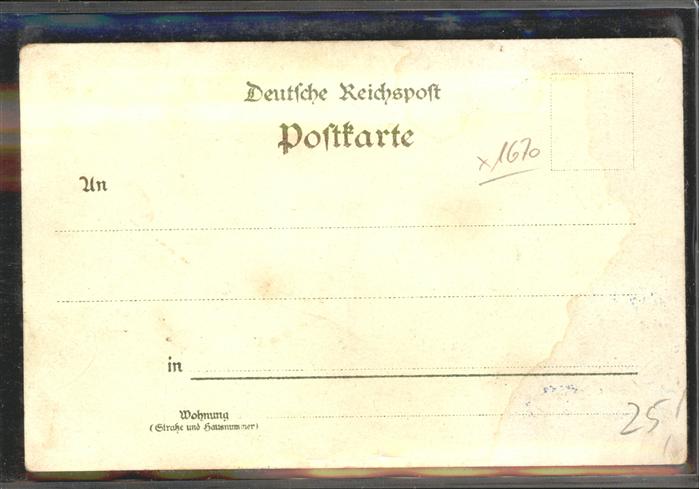 Deutsche Reichspost
Postkarte
x1670
An
in
Wohnung
(Straße und Hausnummer)
25